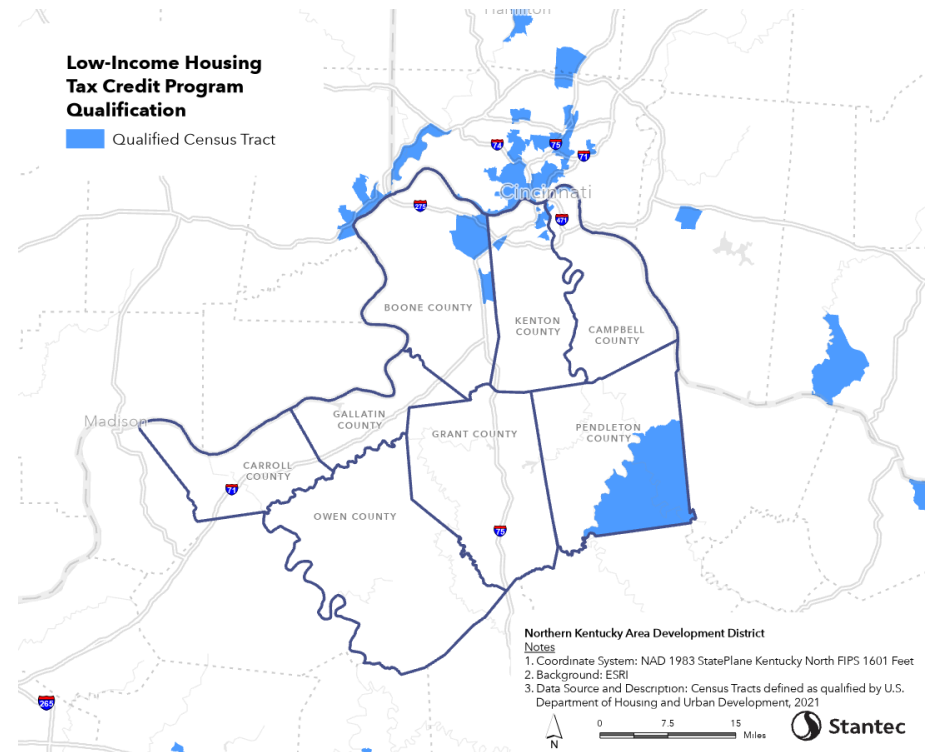 Hamilton
Low-Income Housing
Tax Credit Program
Qualification
Qualified Census Tract
74
75
71
Cincinnati
275
471
BOONE COUNTY
KENTON
COUNTY
CAMPBELL
COUNTY
Madison
GALLATIN
COUNTY
GRANT COUNTY
PENDLETON
COUNTY
CARROLL
COUNTY
71
OWEN COUNTY
75
Northern Kentucky Area Development District
Notes
1. Coordinate System: NAD 1983 StatePlane Kentucky North FIPS 1601 Feet
2. Background: ESRI
3. Data Source and Description: Census Tracts defined as qualified by U.S.
Department of Housing and Urban Development, 2021
265
0 7.5 15
Miles
N
Stantec